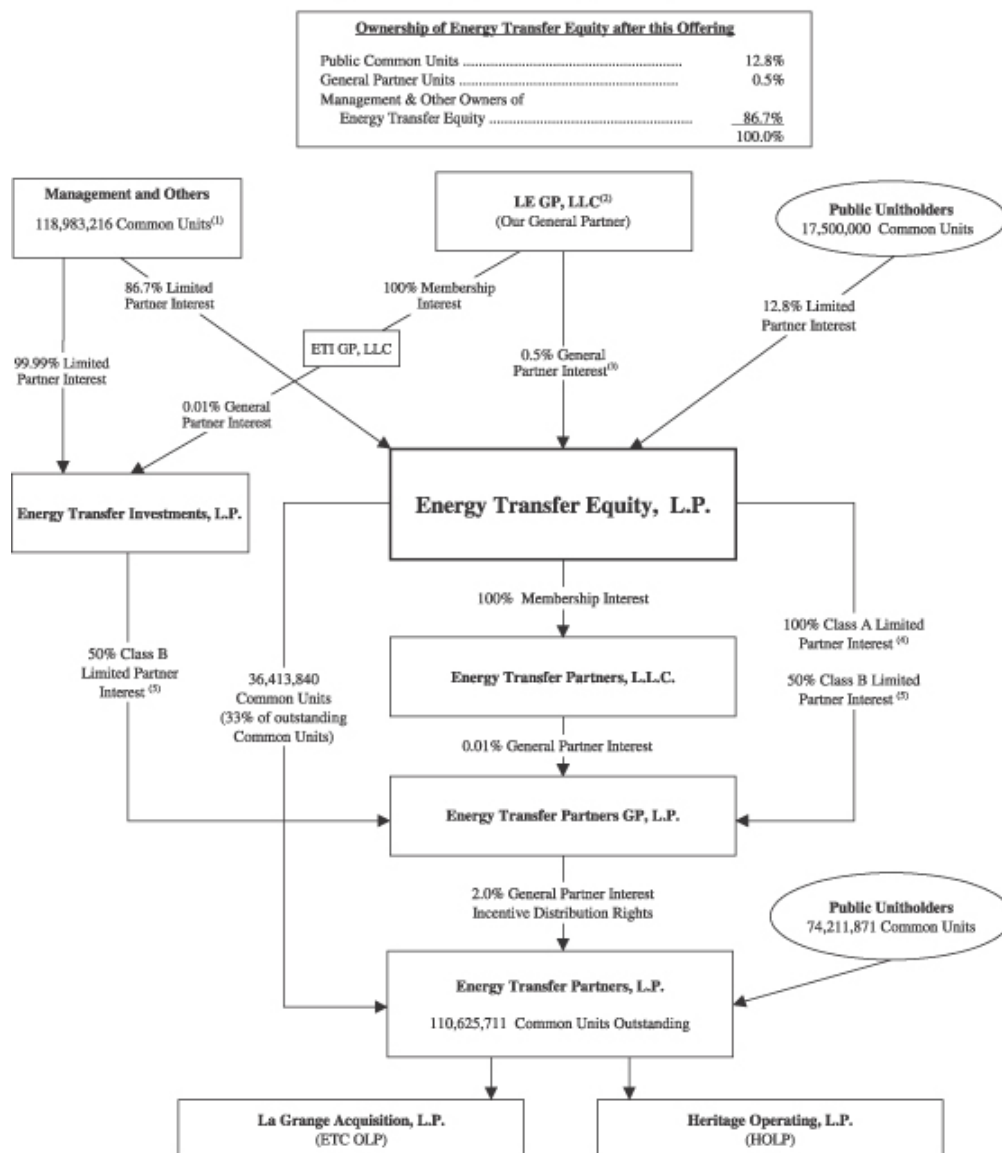 Ownership of Energy Transfer Equity after this Offering
Public Common Units ........................................................ 12.8%
General Partner Units ........................................................ 0.5%
Management & Other Owners of
Energy Transfer Equity .................................................... 86.7%
100.0%
Management and Others
118,983,216 Common Units(1)
LE GP, LLC(2)
(Our General Partner)
Public Unitholders
17,500,000 Common Units
86.7% Limited
Partner Interest
100% Membership
Interest
12.8% Limited
Partner Interest
ETI GP, LLC
99.99% Limited
Partner Interest
0.5% General
Partner Interest(3)
0.01% General
Partner Interest
Energy Transfer Investments, L.P.
Energy Transfer Equity, L.P.
100% Membership Interest
100% Class A Limited
Partner Interest (4)
50% Class B
Limited Partner
Interest (5)
36,413,840
Common Units
(33% of outstanding
Common Units)
Energy Transfer Partners, L.L.C.
50% Class B Limited
Partner Interest (5)
0.01% General Partner Interest
Energy Transfer Partners GP, L.P.
2.0% General Partner Interest
Incentive Distribution Rights
Public Unitholders
74,211,871 Common Units
Energy Transfer Partners, L.P.
110,625,711 Common Units Outstanding
La Grange Acquisition, L.P.
(ETC OLP)
Heritage Operating, L.P.
(HOLP)